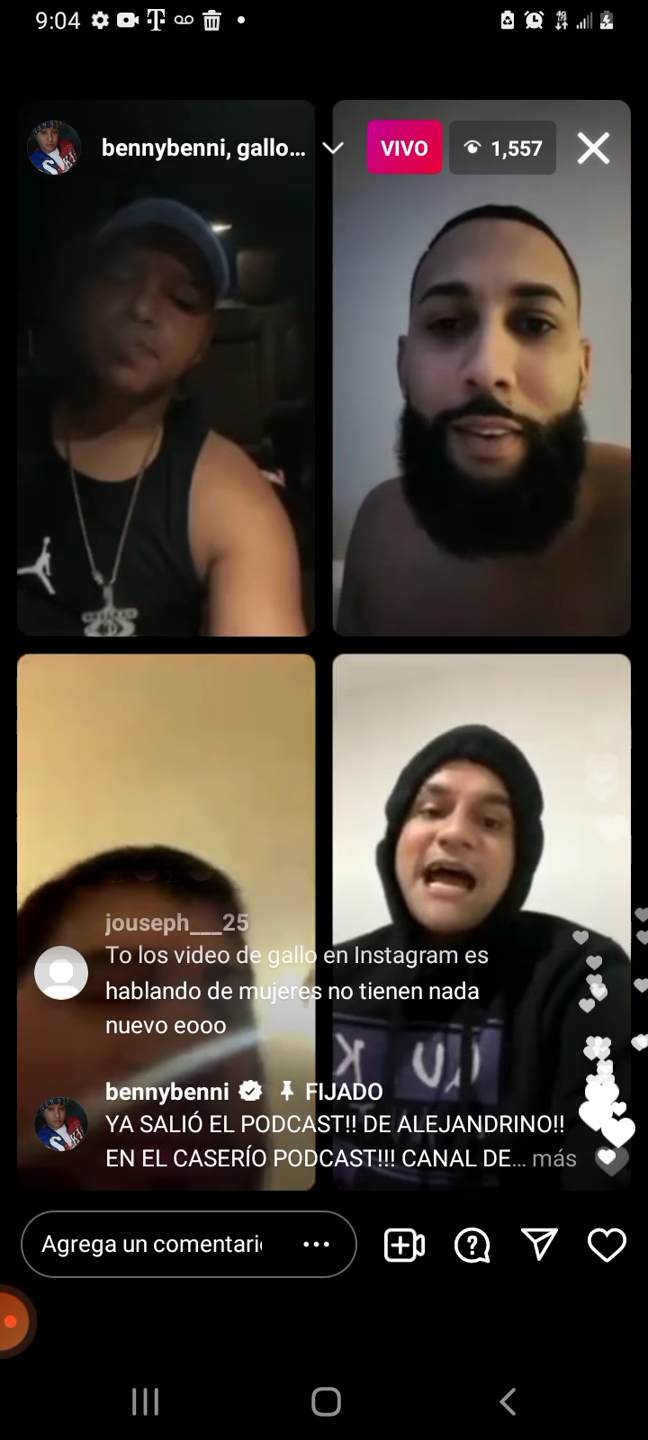 9:04
bennybenni, gallo...
VIVO
1,557
jouseph___25
To los video de gallo en Instagram es
hablando de mujeres no tienen nada
nuevo eooo
bennybenni FIJADO
YA SALIÓ EL PODCAST!! DE ALEJANDRINO!!
EN EL CASERÍO PODCAST!!! CANAL DE... más
Agrega un comentari